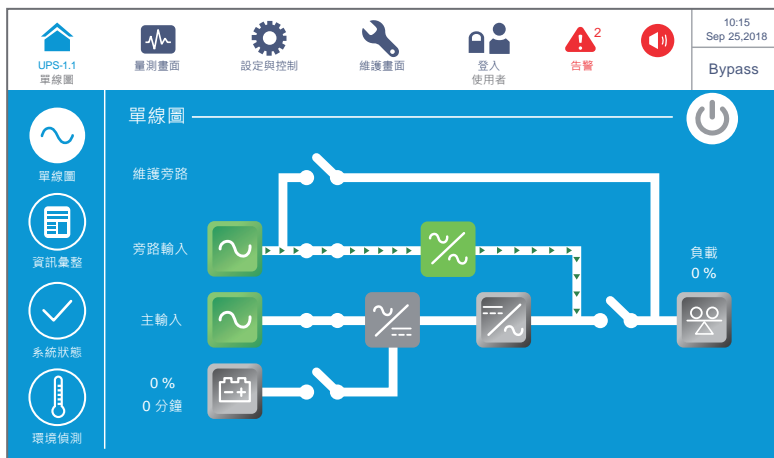 10:15
Sep 25,2018
Bypass
UPS-1.1
單線圖
量測畫面
設定與控制
維護畫面
登入
使用者
2
告警
單線圖
資訊彙整
系統狀態
環境偵測
單線圖
維護旁路
旁路輸入
負載
0 %
主輸入
0 %
0 分鐘